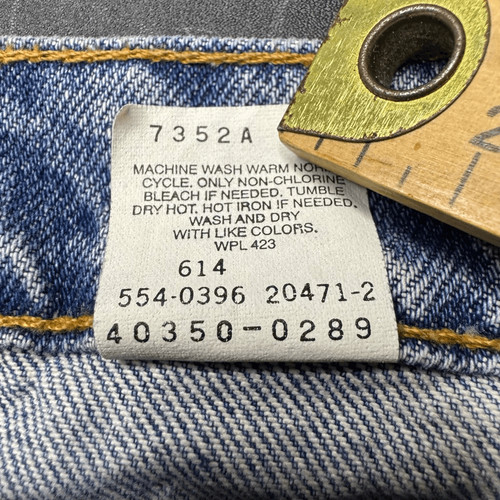 7352A
MACHINE WASH WARM
CYCLE. ONLY NON-CHLORINE
BLEACH IF NEEDED. TUMBLE
DRY HOT. HOT IRON IF NEEDED.
WASH AND DRY
WITH LIKE COLORS.
WPL 423
614
554-0396 20471-2
40350-0289
2